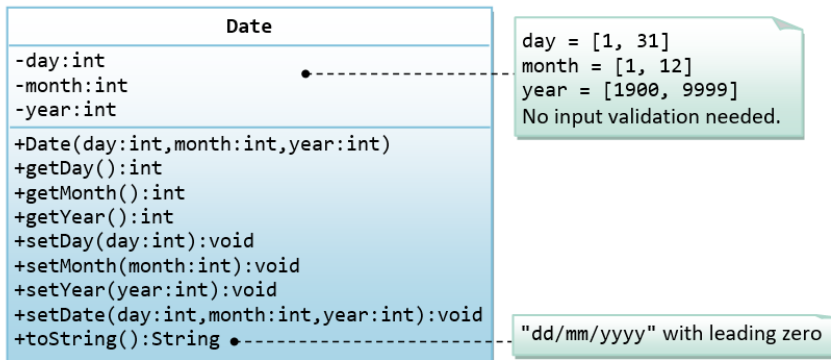 Date
-day:int
-month:int
-year:int
+Date(day:int,month:int,year:int)
+getDay():int
+getMonth():int
+getYear():int
+setDay(day:int):void
+setMonth(month:int):void
+setYear(year:int):void
+setDate(day:int,month:int,year:int):void
+toString():String
day = [1, 31]
month = [1, 12]
year = [1900, 9999]
No input validation needed.
"dd/mm/yyyy" with leading zero